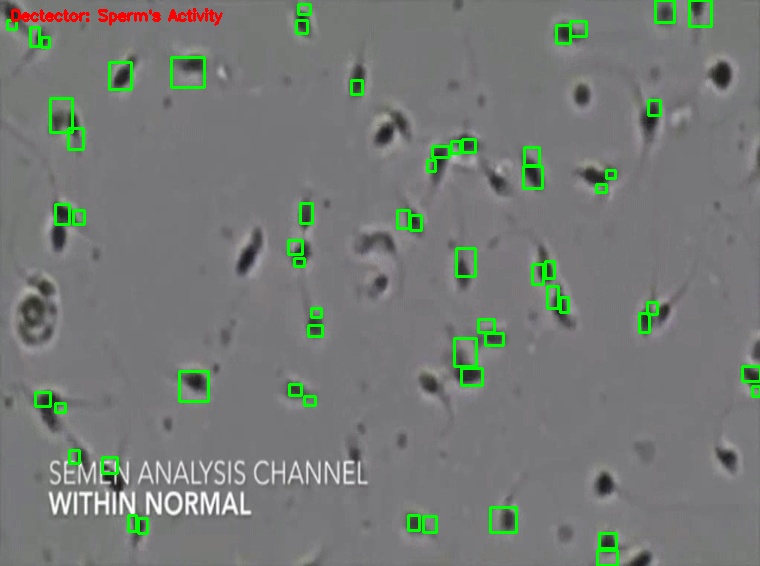 Dectector: Sperm's Activity
SEMEN ANALYSIS CHANNEL
WITHIN NORMAL